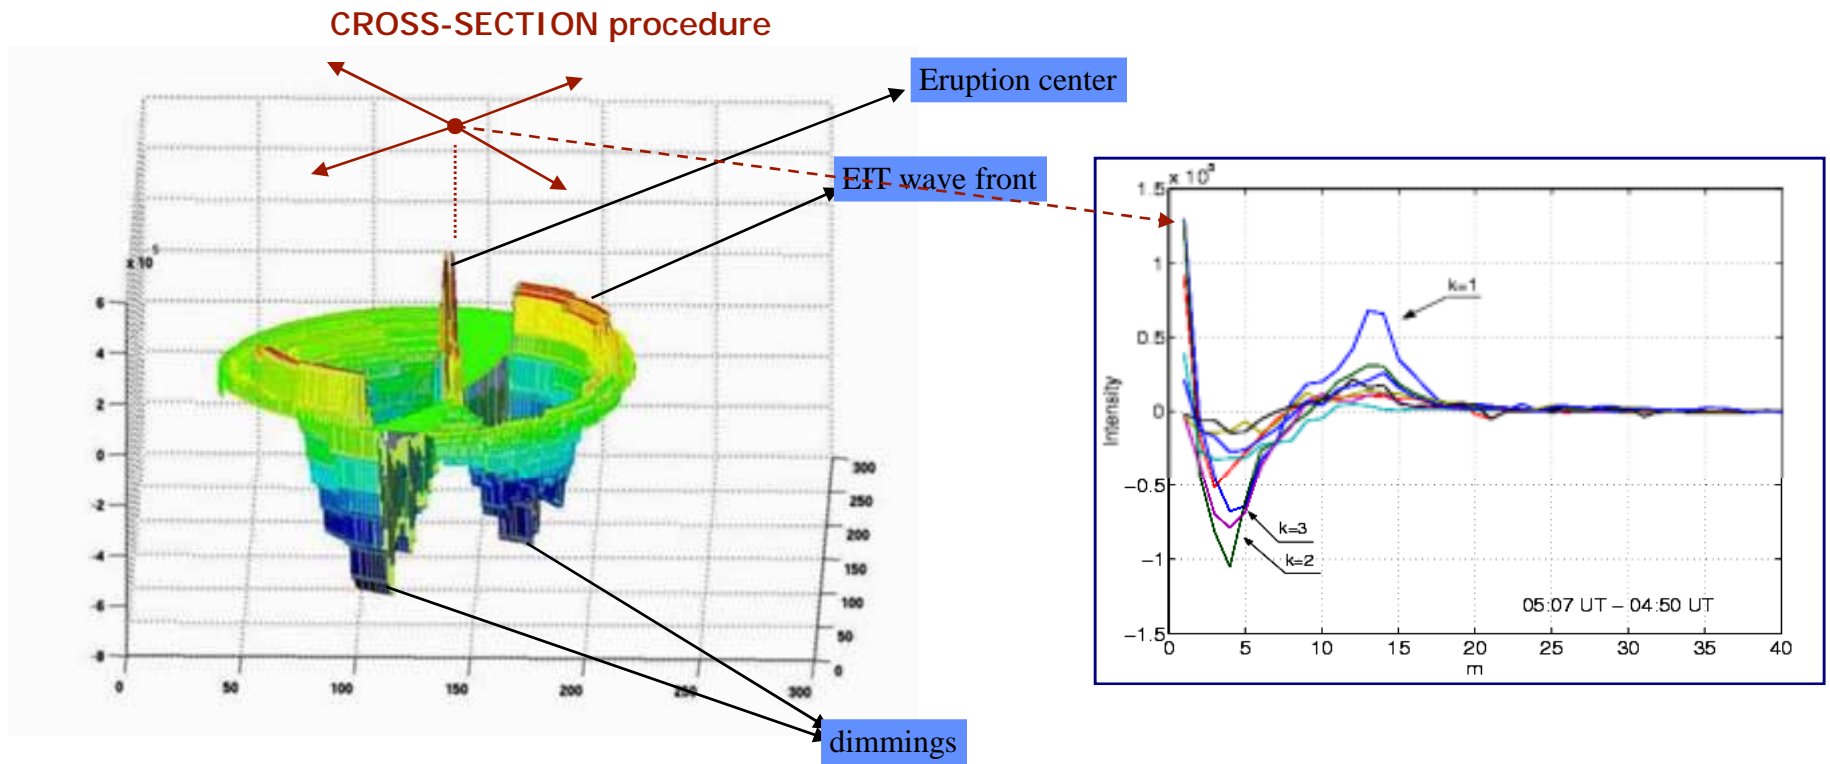 CROSS-SECTION procedure
Eruption center
EIT wave front
dimmings
x 10 5
6
4
2
0
-2
-4
-6
-8
0
50
100
150
200
250
300
300
250
200
150
100
50
0
x 10
1.5
1
0.5
0
-0.5
-1
-1.5
Intensity
k=1
k=3
k=2
05:07 UT – 04:50 UT
0 5 10 15 20 25 30 35 40
m